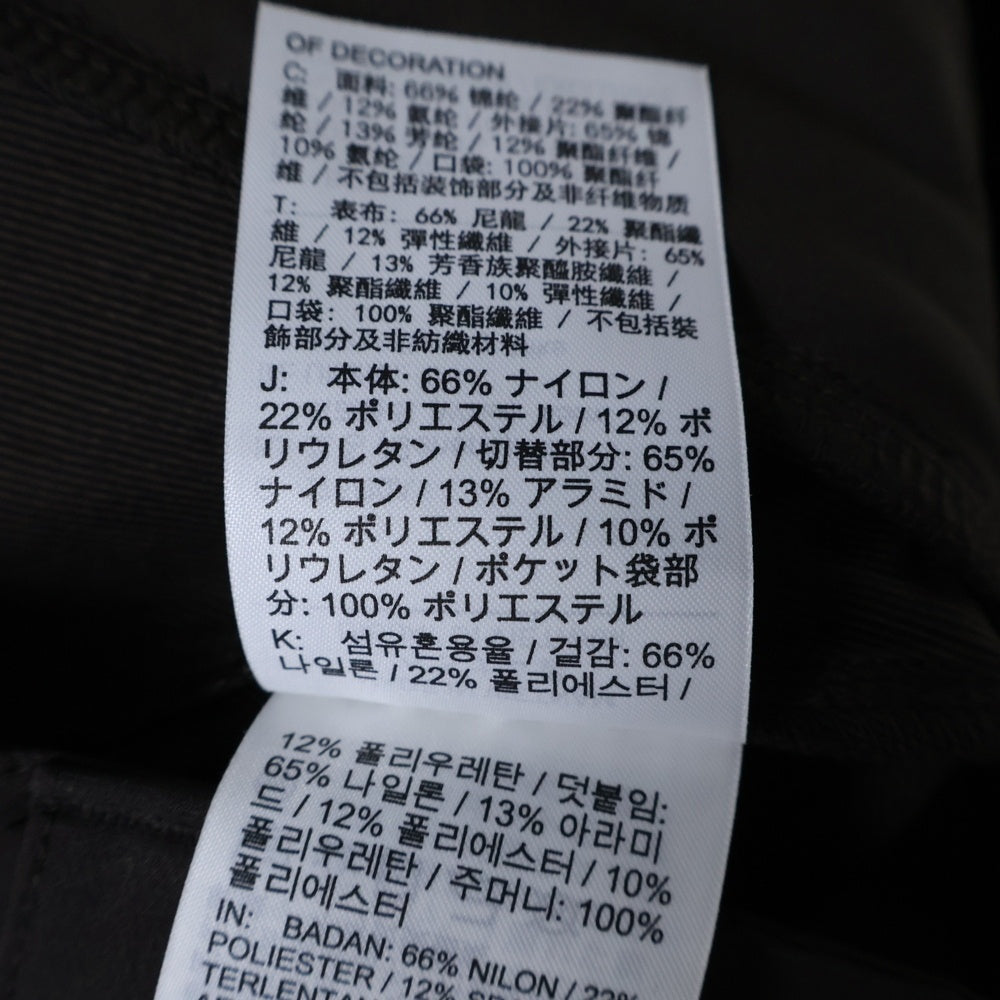 OF DECORATION
C: 面料: 66% 锦纶 / 22% 聚酯纤
维 / 12% 氨纶 / 外接片: 65% 锦
纶 / 13% 芳纶 / 12% 聚酯纤维 /
10% 氨纶 / 口袋: 100% 聚酯纤
维 / 不包括装饰部分及非纤维物质
T: 表布: 66% 尼龍 / 22% 聚酯纖
維 / 12% 彈性纖維 / 外接片: 65%
尼龍 / 13% 芳香族聚醯胺纖維 /
12% 聚酯纖維 / 10% 彈性纖維 /
口袋: 100% 聚酯纖維 / 不包括裝
飾部分及非紡織材料
J: 本体: 66% ナイロン /
22% ポリエステル / 12% ポ
リウレタン / 切替部分: 65%
ナイロン / 13% アラミド /
12% ポリエステル / 10% ポ
リウレタン / ポケット袋部
分: 100% ポリエステル
K: 섬유혼용율 / 겉감: 66%
나일론 / 22% 폴리에스터 /
12% 폴리우레탄 / 덧붙임:
65% 나일론 / 13% 아라미
드 / 12% 폴리에스터 / 10%
폴리우레탄 / 주머니: 100%
폴리에스터
IN: BADAN: 66% NILON / 22%
POLIESTER / 12%